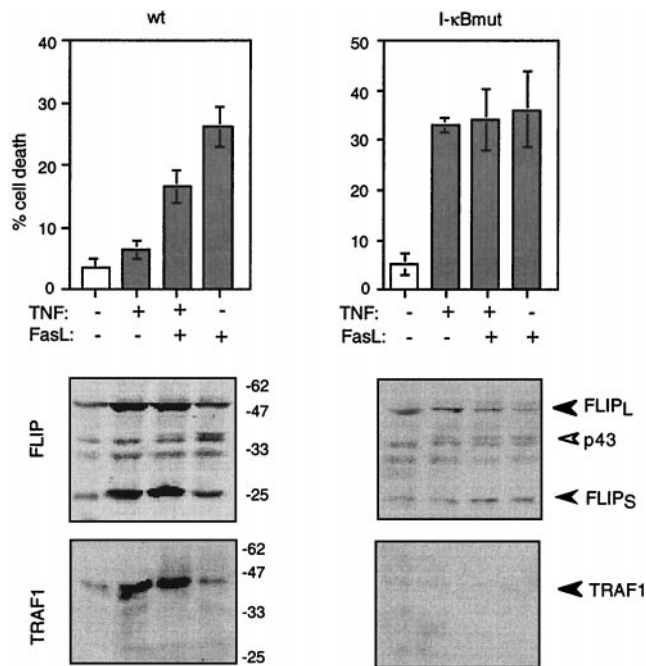 wt
I-κBmut
% cell death
40
30
20
10
0
50
40
30
20
10
0
TNF: - + + -
FasL: - - + +
TNF: - + + -
FasL: - - + +
FLIP
-62
-47
-33
-25
FLIPL
p43
FLIPS
TRAF1
-62
-47
-33
-25
TRAF1